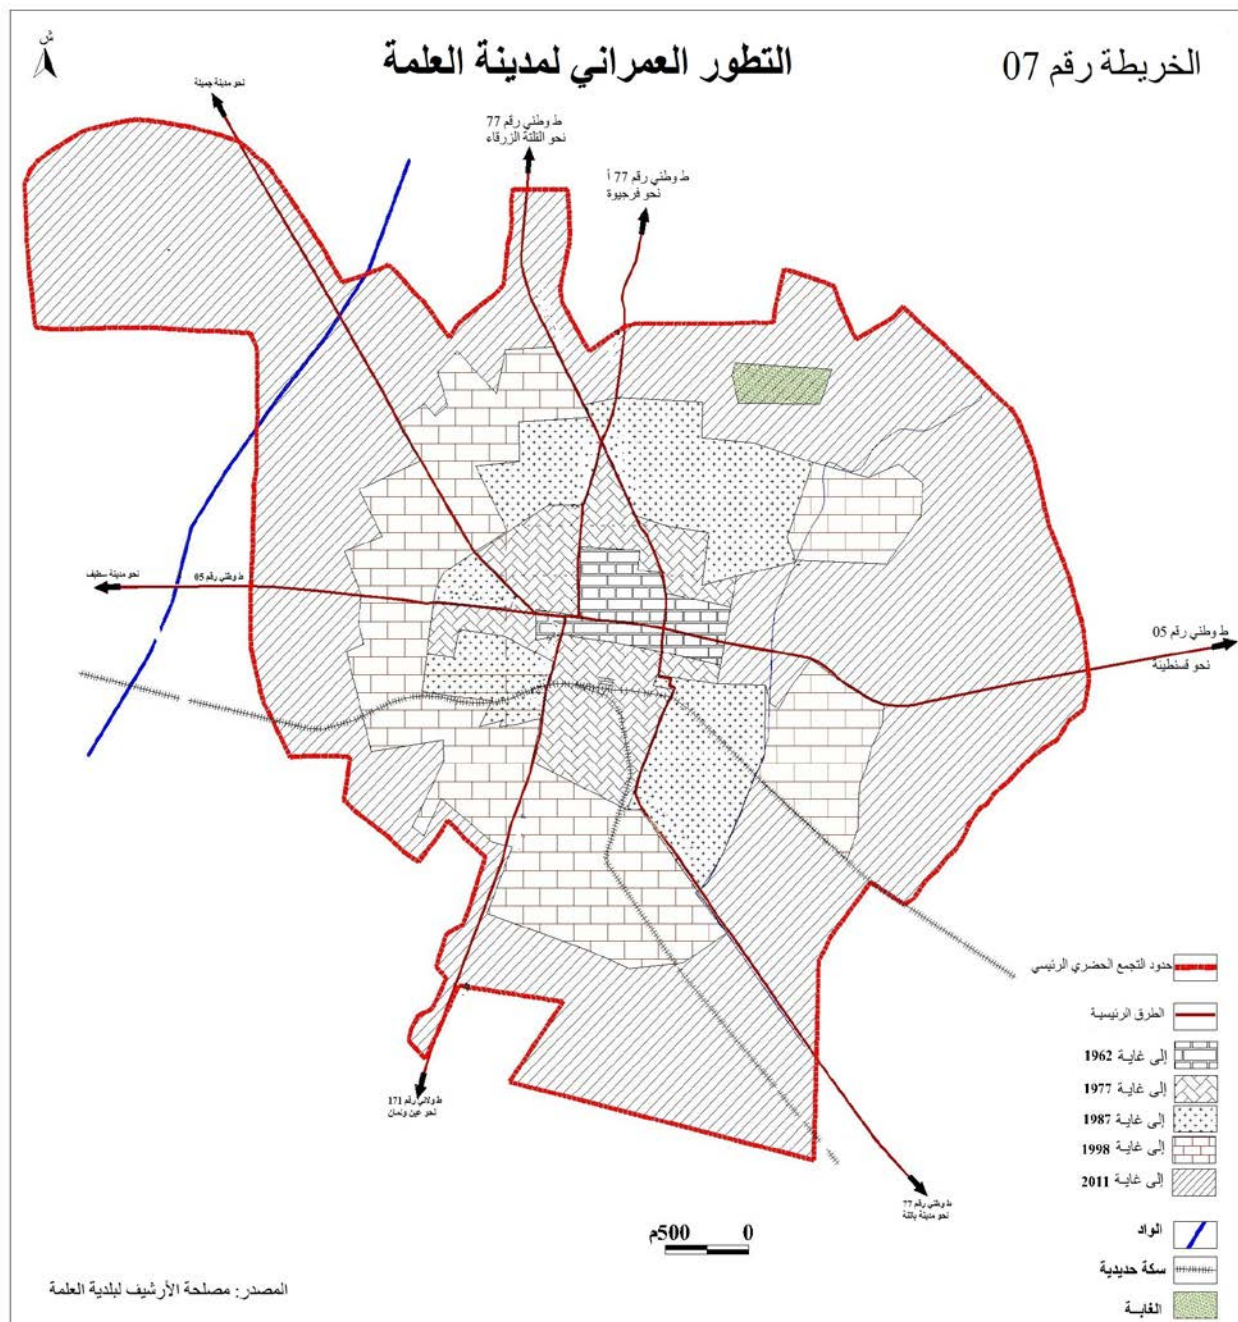 الخريطة رقم 07
التطور العمراني لمدينة العلمة
ش
نحو مدينة جميلة
ط وطني رقم 77
نحو القلتة الزرقاء
ط وطني رقم 77 أ
نحو فرجيوة
نحو مدينة سطيف
ط وطني رقم 05
ط وطني رقم 05
نحو قسنطينة
حدود التجمع الحضري الرئيسي
الطرق الرئيسية
إلى غاية 1962
إلى غاية 1977
إلى غاية 1987
إلى غاية 1998
إلى غاية 2011
الواد
سكة حديدية
الغابة
ط ولائي رقم 171
نحو عين ولمان
ط وطني رقم 77
نحو مدينة باتنة
0
500م
المصدر: مصلحة الأرشيف لبلدية العلمة